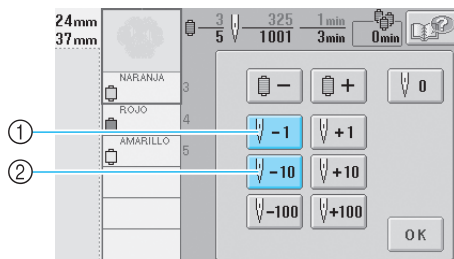 24mm 3 325 1min
37mm 5 1001 3min 0min
NARANJA 3
ROJO 4
AMARILLO 5
− + 0
① -1 +1
② -10 +10
-100 +100
OK